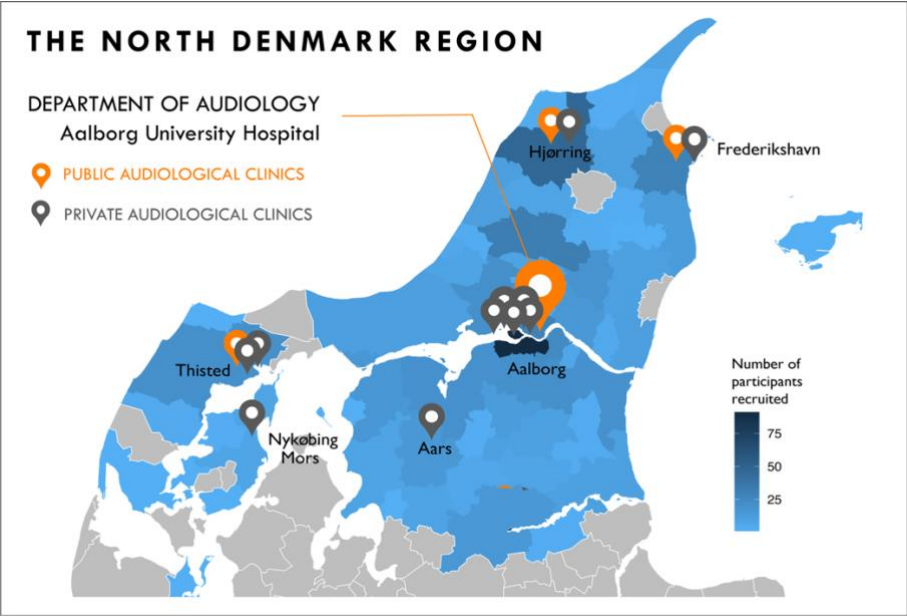 THE NORTH DENMARK REGION
DEPARTMENT OF AUDIOLOGY
Aalborg University Hospital
PUBLIC AUDIOLOGICAL CLINICS
PRIVATE AUDIOLOGICAL CLINICS
Hjørring
Frederikshavn
Thisted
Aalborg
Nykøbing
Mors
Aars
Number of
participants
recruited
75
50
25